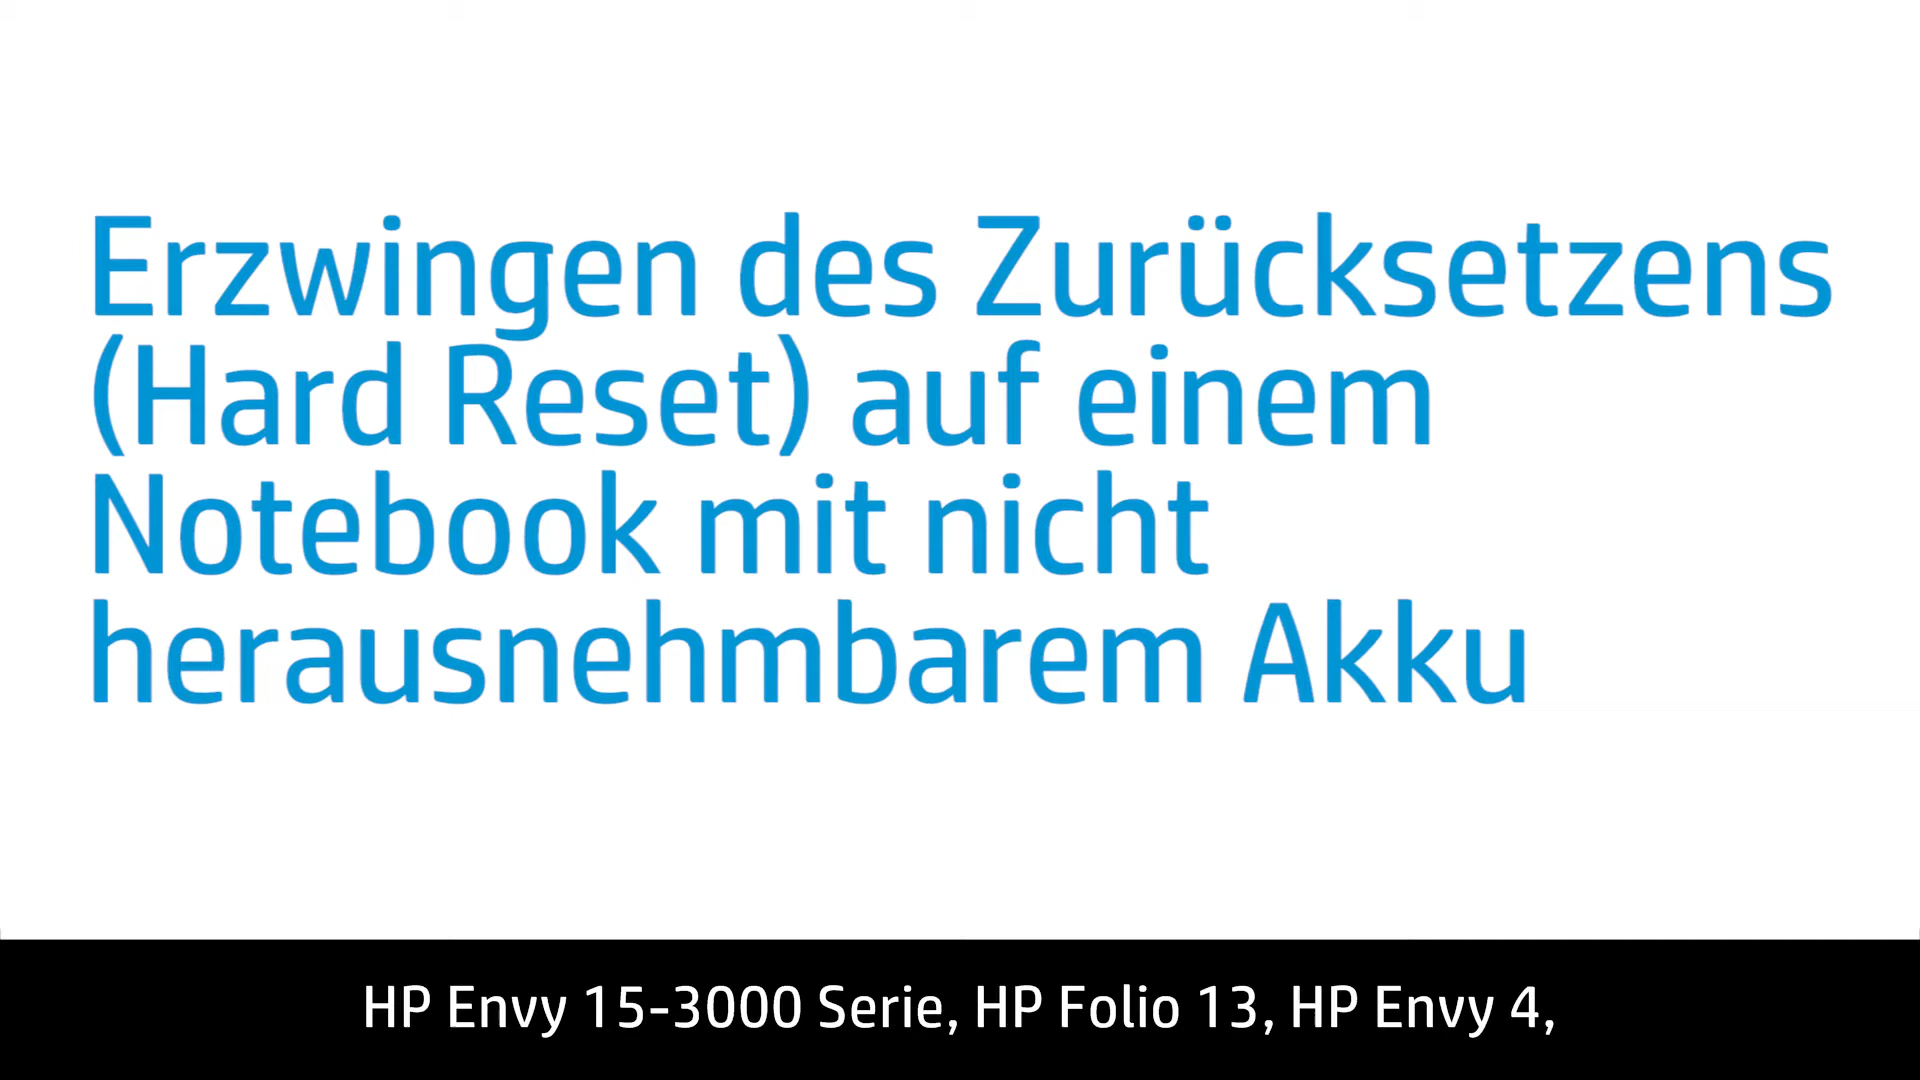 Erzwingen des Zurücksetzens
(Hard Reset) auf einem
Notebook mit nicht
herausnehmbarem Akku
HP Envy 15-3000 Serie, HP Folio 13, HP Envy 4,